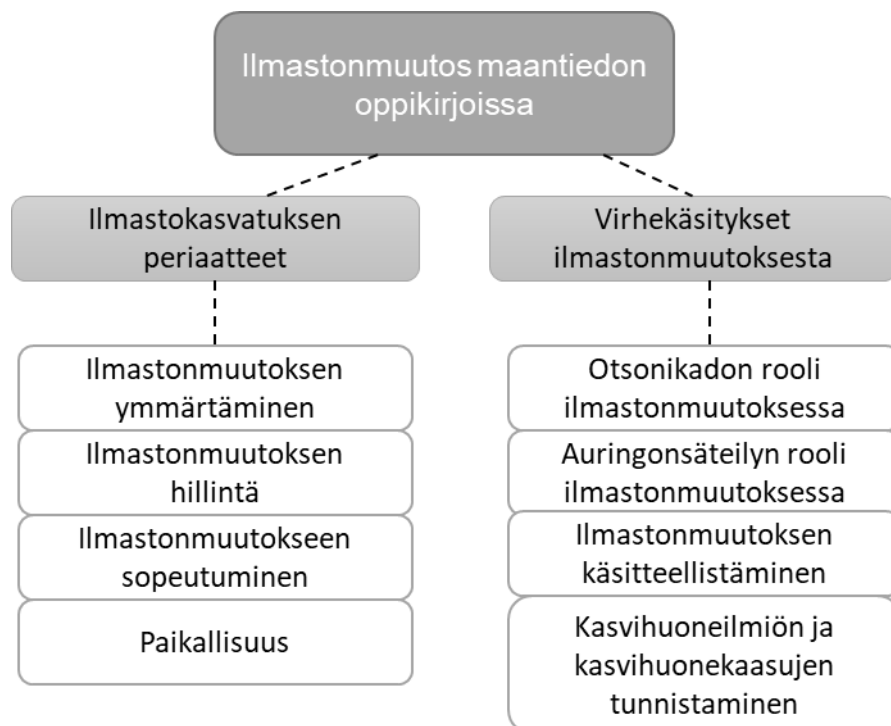 Ilmastonmuutos maantiedon
oppikirjoissa
Ilmastokasvatuksen
periaatteet
Ilmastonmuutoksen
ymmärtäminen
Ilmastonmuutoksen
hillintä
Ilmastonmuutokseen
sopeutuminen
Paikallisuus
Virhekäsitykset
ilmastonmuutoksesta
Otsonikadon rooli
ilmastonmuutoksessa
Auringonsäteilyn rooli
ilmastonmuutoksessa
Ilmastonmuutoksen
käsitteellistäminen
Kasvihuoneilmiön ja
kasvihuonekaasujen
tunnistaminen